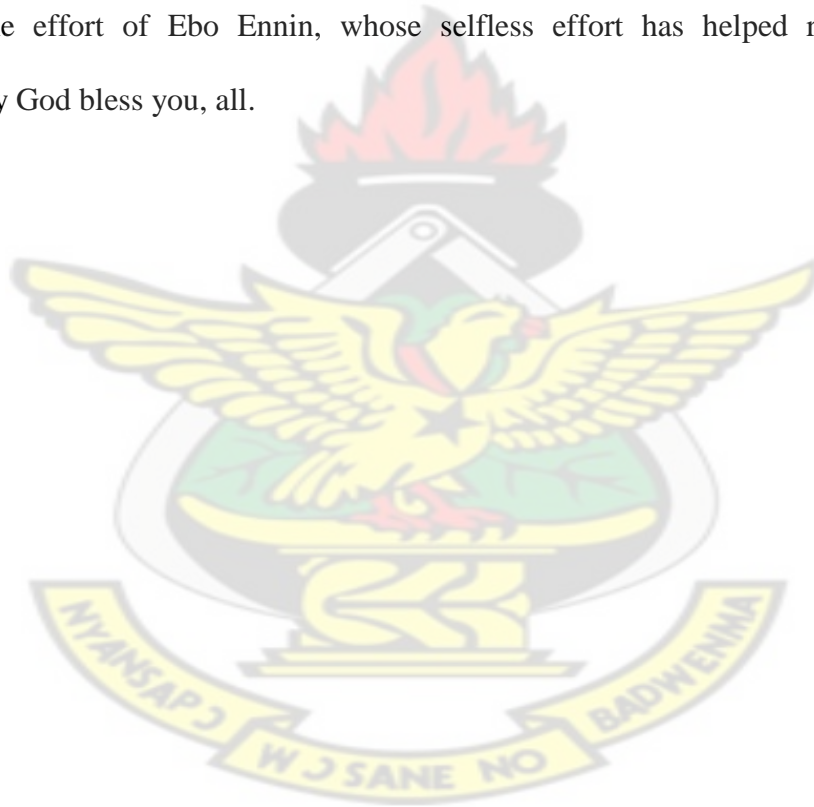 effort of Ebo Ennin, whose selfless effort has helped
God bless you, all.
NYANSAPƆ
WƆSANE NO
BADWENMA